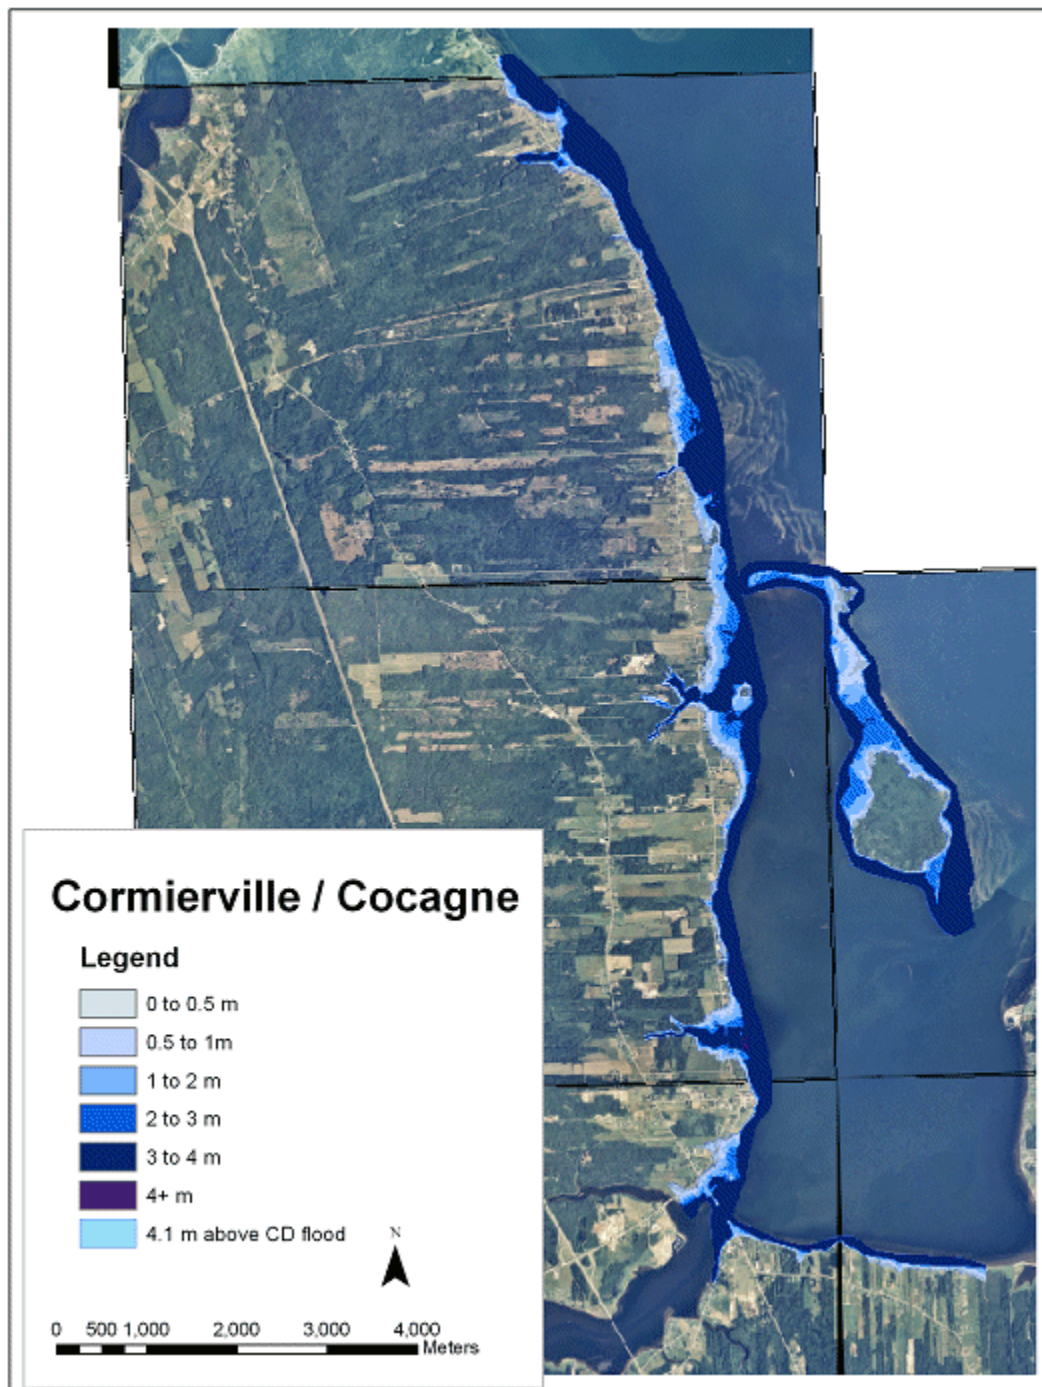 Cormierville / Cocagne
Legend
0 to 0.5 m
0.5 to 1m
1 to 2 m
2 to 3 m
3 to 4 m
4+ m
4.1 m above CD flood
N
0 500 1,000 2,000 3,000 4,000
Meters